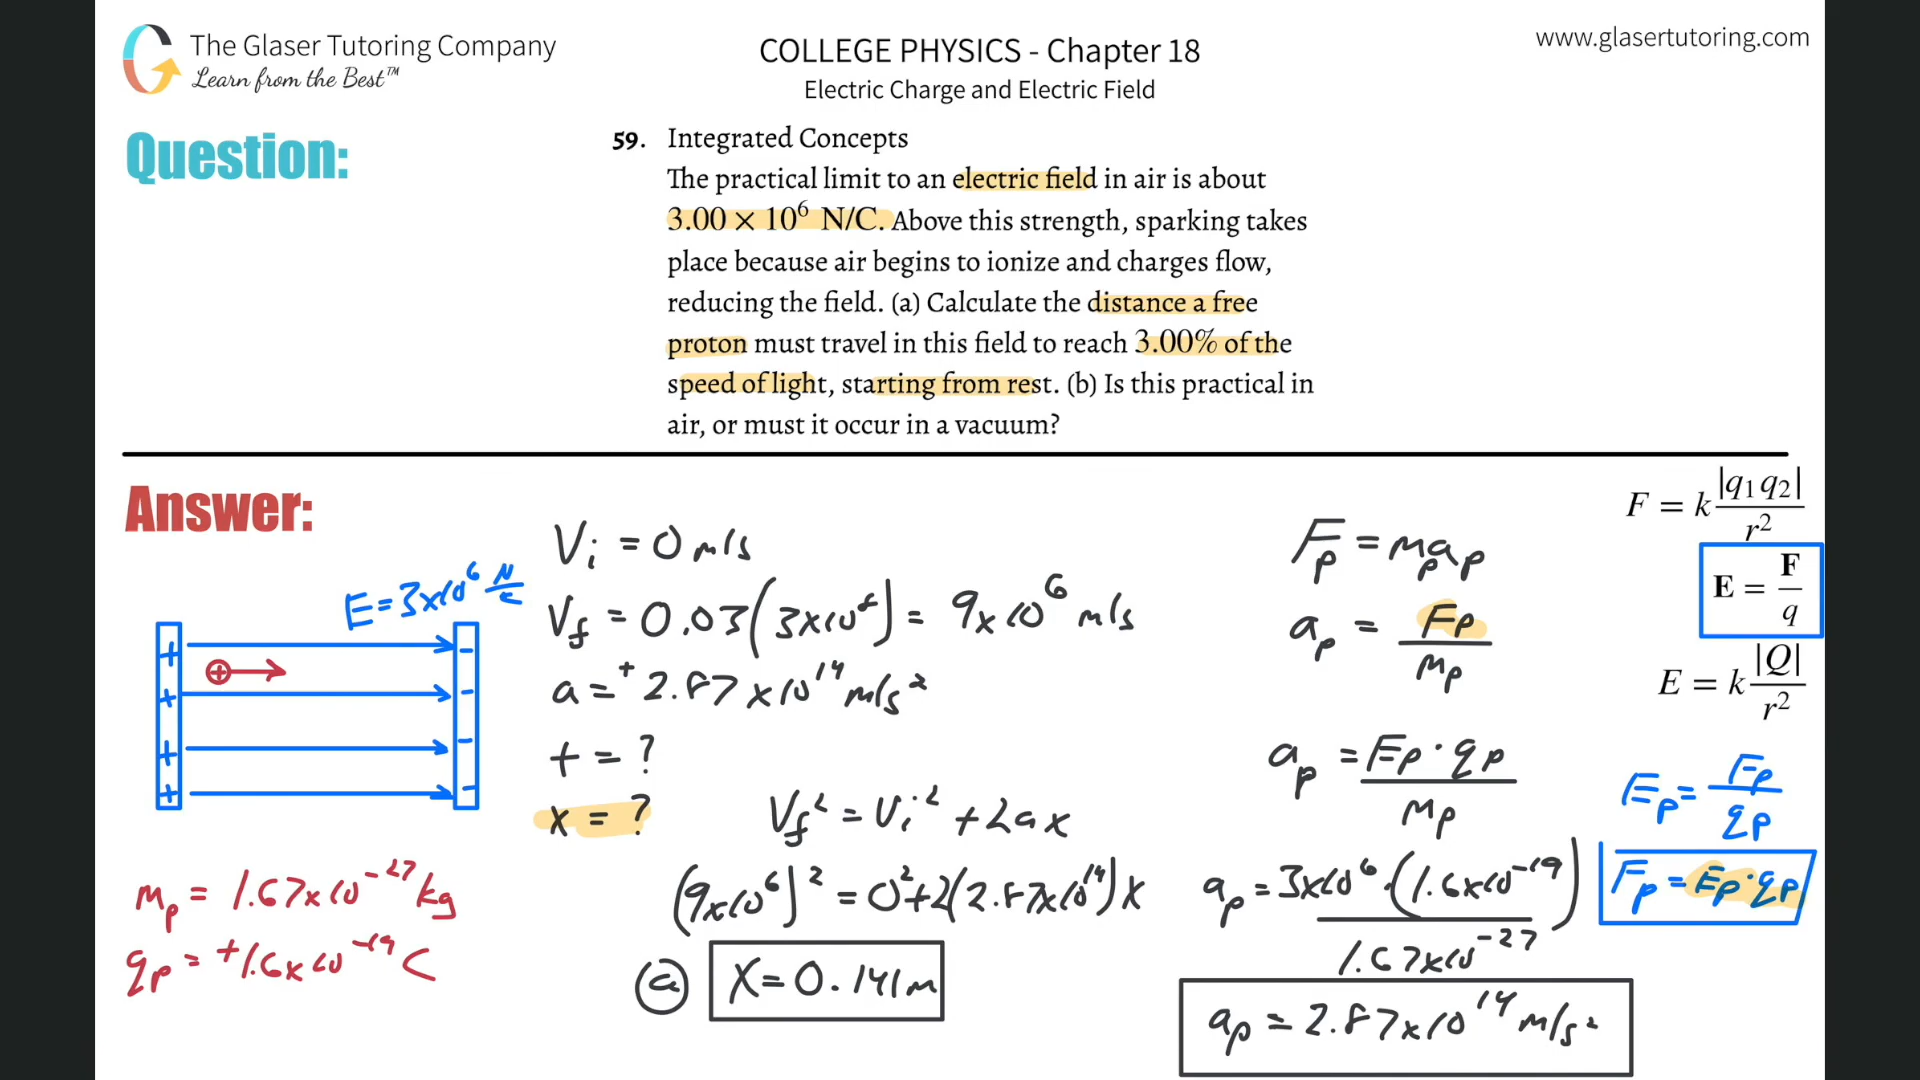 The Glaser Tutoring Company
Learn from the Best™
COLLEGE PHYSICS - Chapter 18
Electric Charge and Electric Field
www.glasertutoring.com
Question:
59. Integrated Concepts
The practical limit to an electric field in air is about
3.00 × 10⁶ N/C. Above this strength, sparking takes
place because air begins to ionize and charges flow,
reducing the field. (a) Calculate the distance a free
proton must travel in this field to reach 3.00% of the
speed of light, starting from rest. (b) Is this practical in
air, or must it occur in a vacuum?
Answer:
E = 3x10⁶ N/C
+ + + +
- - - -
+
mₚ = 1.67x10⁻²⁷ kg
qₚ = +1.6x10⁻¹⁹ C
Vᵢ = 0 m/s
V_f = 0.03(3x10⁸) = 9x10⁶ m/s
a = +2.87x10¹⁴ m/s²
t = ?
x = ?
V_f² = Vᵢ² + 2ax
(9x10⁶)² = 0² + 2(2.87x10¹⁴)x
(a) X = 0.141m
Fₚ = mₚaₚ
aₚ = Fₚ / mₚ
aₚ = Eₚ · qₚ / mₚ
aₚ = 3x10⁶ · (1.6x10⁻¹⁹) / 1.67x10⁻²⁷
aₚ = 2.87x10¹⁴ m/s²
F = k |q₁q₂| / r²
E = F / q
E = k |Q| / r²
Eₚ = Fₚ / qₚ
Fₚ = Eₚ · qₚ